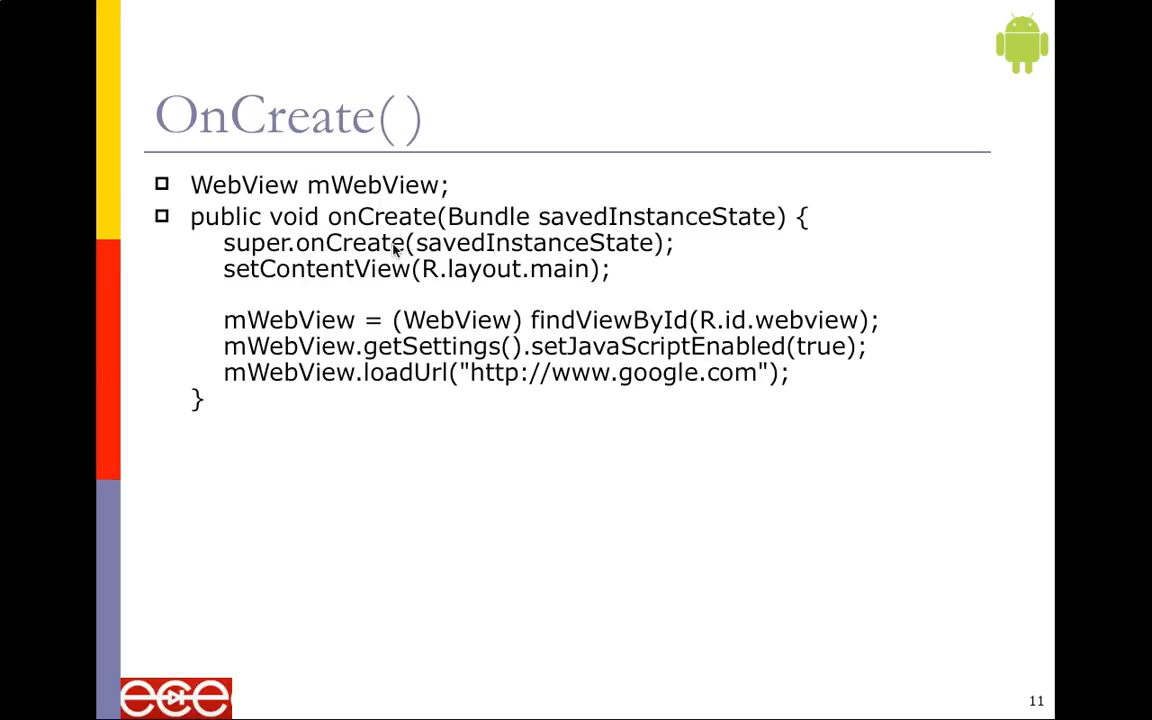 OnCreate( )
WebView mWebView;
public void onCreate(Bundle savedInstanceState) {
super.onCreate(savedInstanceState);
setContentView(R.layout.main);
mWebView = (WebView) findViewById(R.id.webview);
mWebView.getSettings().setJavaScriptEnabled(true);
mWebView.loadUrl("http://www.google.com");
}
ece
11